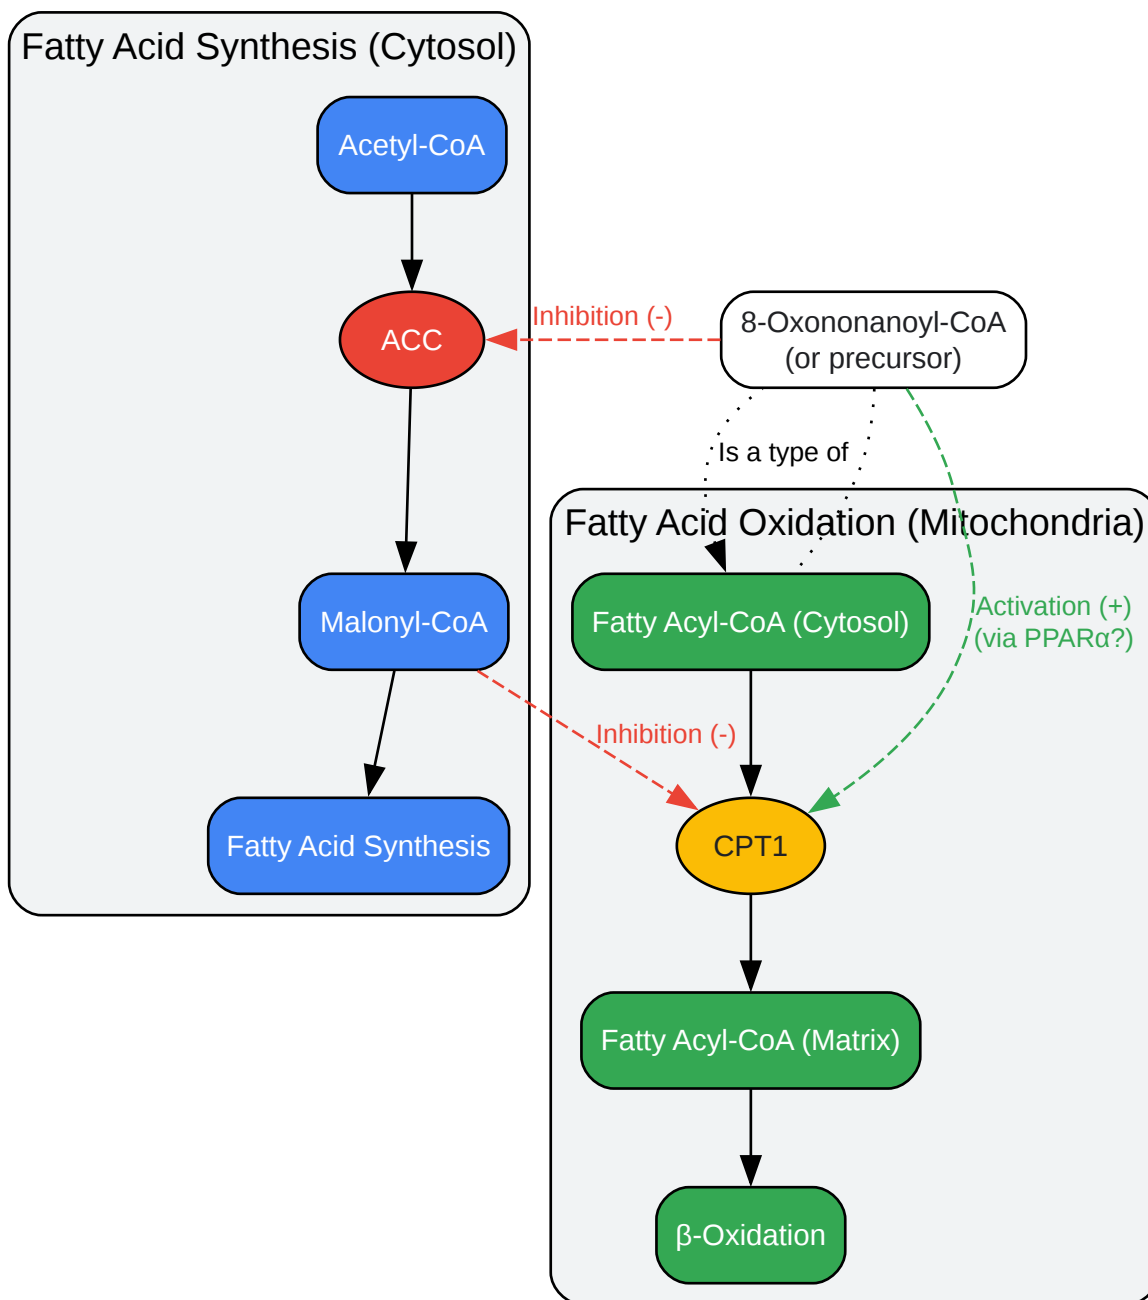 Fatty Acid Synthesis (Cytosol)
Acetyl-CoA
ACC
Inhibition (-)
8-Oxononanoyl-CoA
(or precursor)
Is a type of
Fatty Acid Oxidation (Mitochondria)
Malonyl-CoA
Fatty Acyl-CoA (Cytosol)
Activation (+)
(via PPARα?)
Inhibition (-)
Fatty Acid Synthesis
CPT1
Fatty Acyl-CoA (Matrix)
β-Oxidation